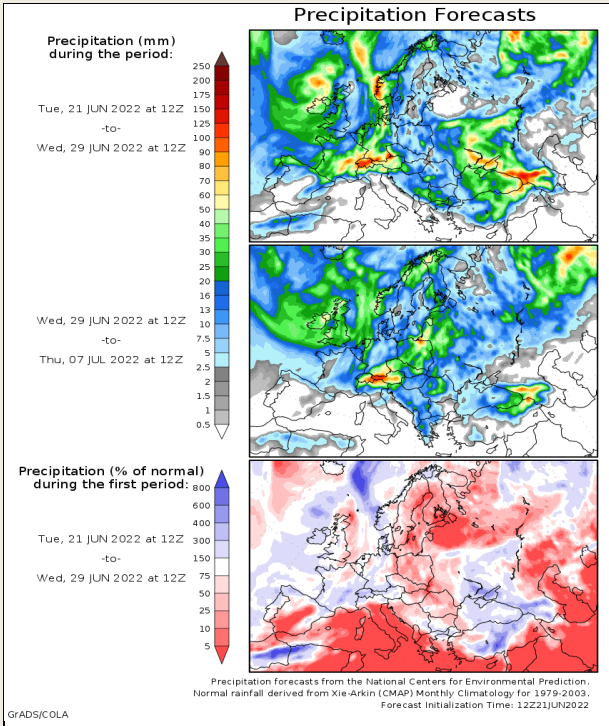 Precipitation Forecasts
Precipitation (mm)
during the period:
Tue, 21 JUN 2022 at 12Z
-to-
Wed, 29 JUN 2022 at 12Z
250
200
175
150
125
100
90
80
70
60
50
40
35
30
25
20
16
13
10
7.5
5
2.5
2
1.5
1
0.5
Wed, 29 JUN 2022 at 12Z
-to-
Thu, 07 JUL 2022 at 12Z
Precipitation (% of normal)
during the first period:
Tue, 21 JUN 2022 at 12Z
-to-
Wed, 29 JUN 2022 at 12Z
800
600
400
300
150
75
50
25
10
5
Precipitation forecasts from the National Centers for Environmental Prediction.
Normal rainfall derived from Xie-Arkin (CMAP) Monthly Climatology for 1979-2003.
Forecast Initialization Time: 12Z21JUN2022
GrADS/COLA